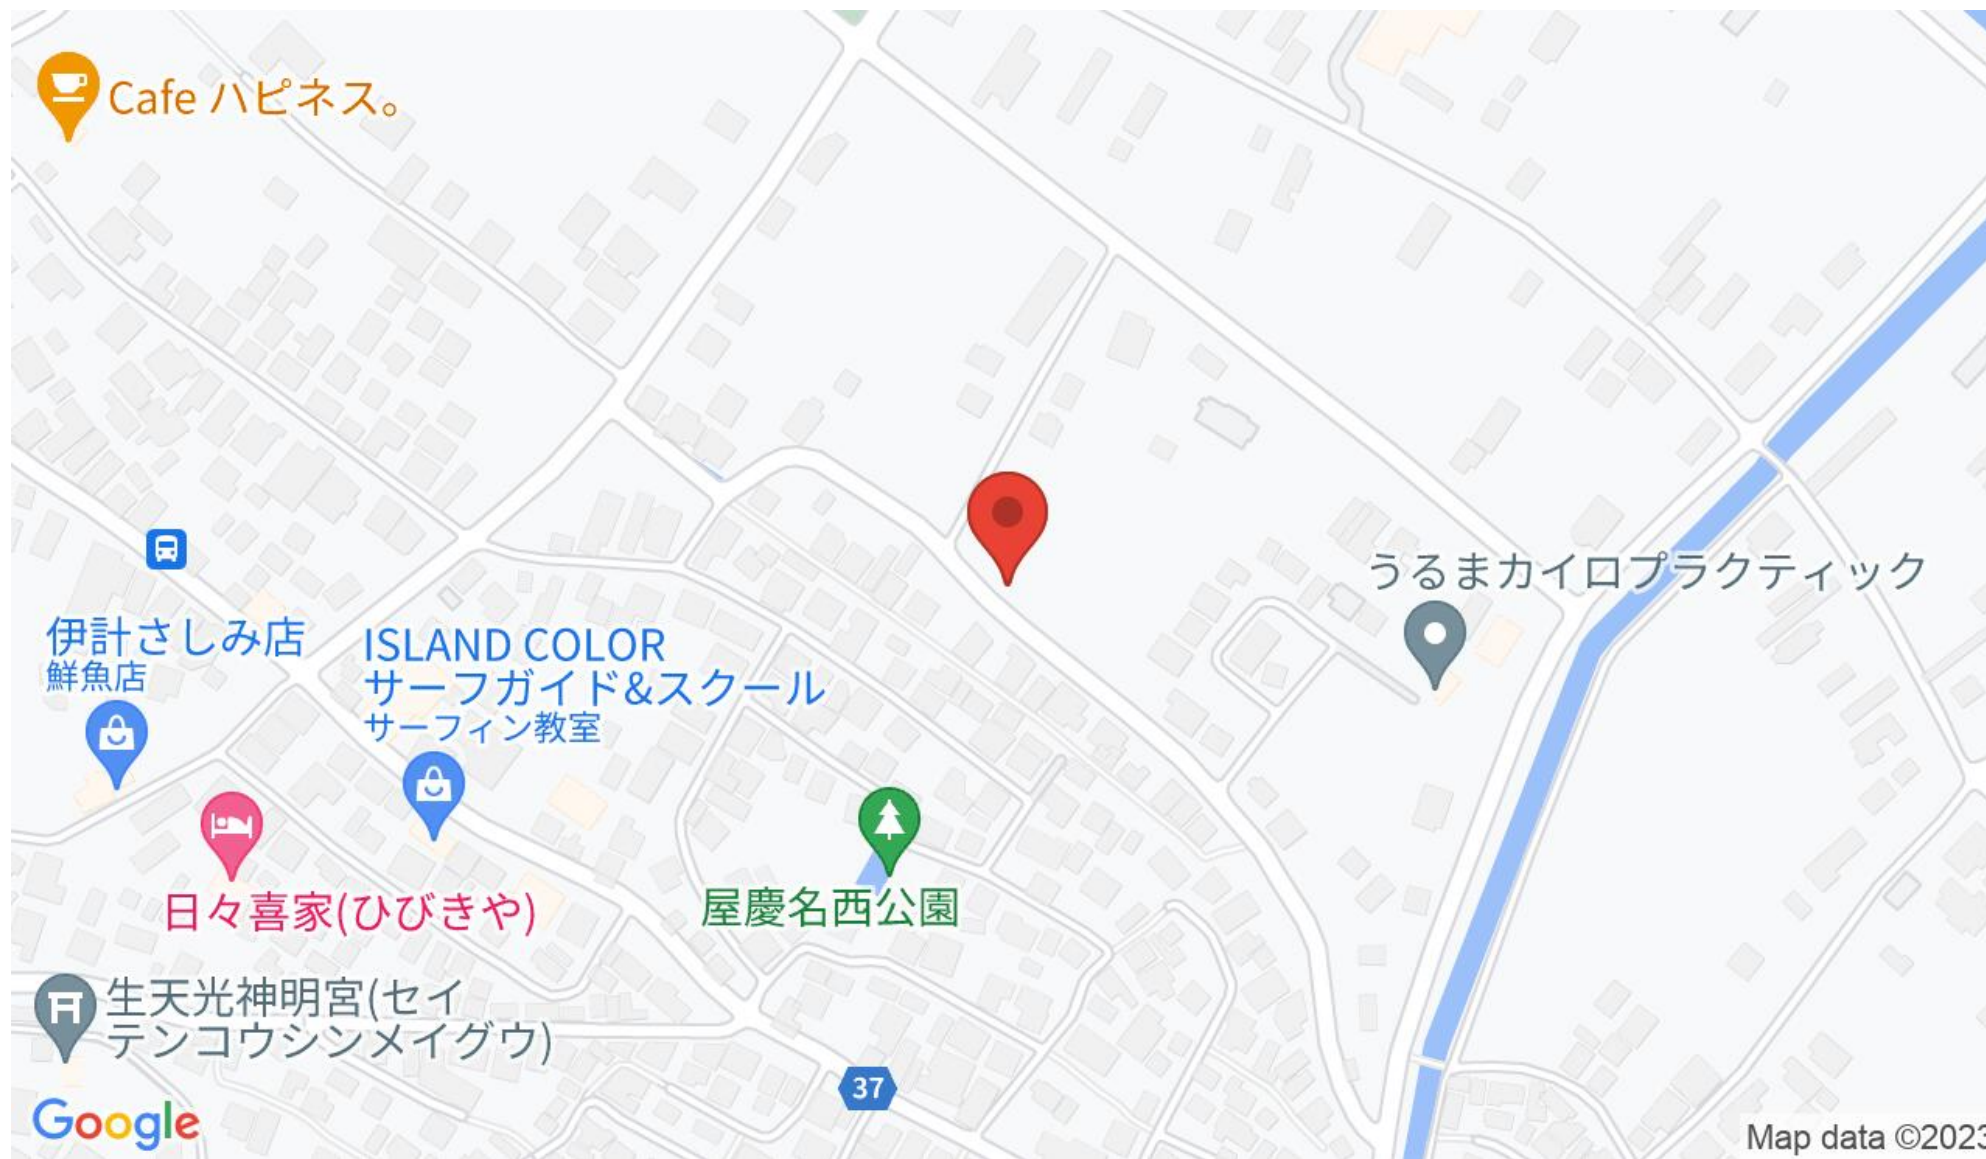 Cafe ハピネス。
うるまカイロプラクティック
伊計さしみ店
鮮魚店
ISLAND COLOR
サーフガイド&スクール
サーフィン教室
日々喜家(ひびきや)
屋慶名西公園
生天光神明宮(セイ
テンコウシンメイグウ)
37
Google
Map data ©2023